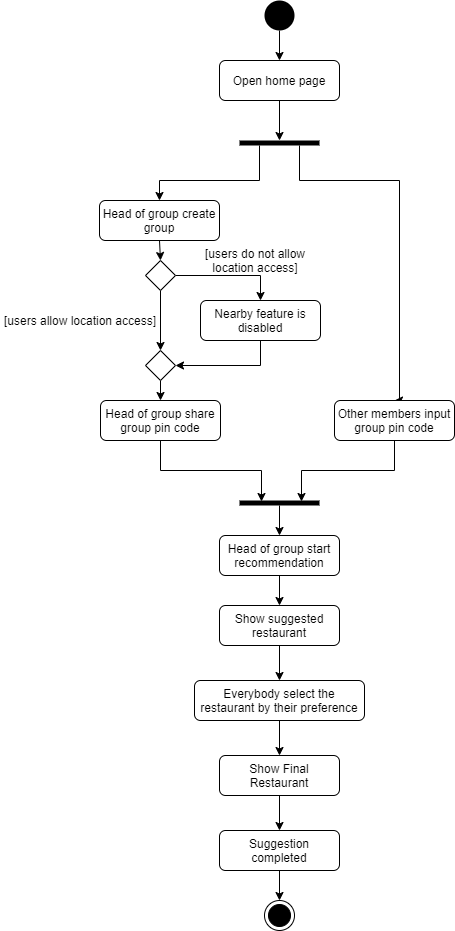 Open home page
Head of group create
group
[users do not allow
location access]
[users allow location access]
Nearby feature is
disabled
Head of group share
group pin code
Other members input
group pin code
Head of group start
recommendation
Show suggested
restaurant
Everybody select the
restaurant by their preference
Show Final
Restaurant
Suggestion
completed